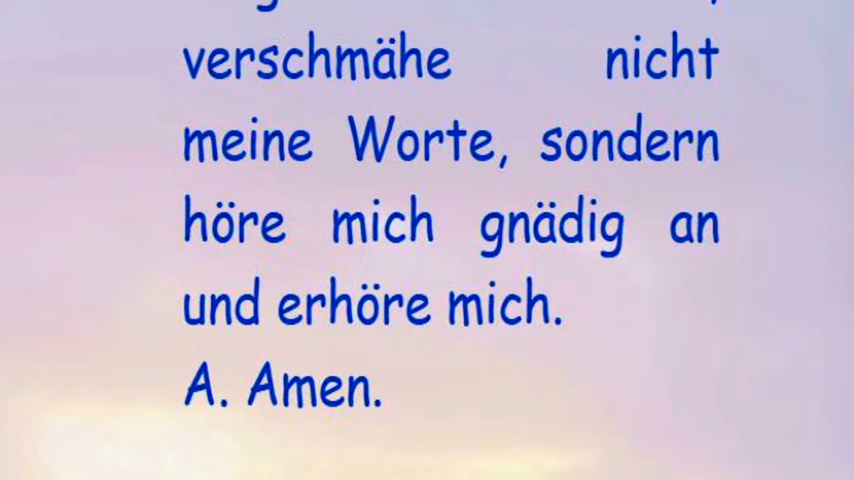 verschmähe nicht
meine Worte, sondern
höre mich gnädig an
und erhöre mich.
A. Amen.